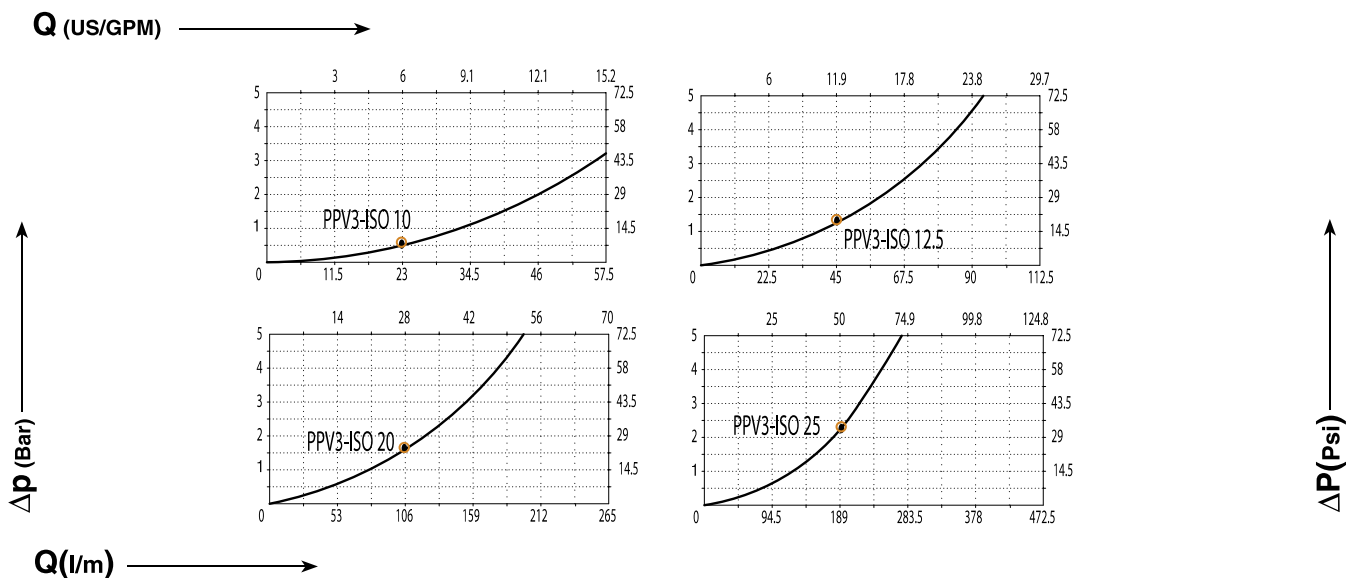 Q (US/GPM)
3 6 9.1 12.1 15.2
5 72.5
4 58
3 43.5
2 29
1 14.5
PPV3-ISO 10
0 11.5 23 34.5 46 57.5
6 11.9 17.8 23.8 29.7
5 72.5
4 58
3 43.5
2 29
1 14.5
PPV3-ISO 12.5
0 22.5 45 67.5 90 112.5
14 28 42 56 70
5 72.5
4 58
3 43.5
2 29
1 14.5
PPV3-ISO 20
0 53 106 159 212 265
25 50 74.9 99.8 124.8
5 72.5
4 58
3 43.5
2 29
1 14.5
PPV3-ISO 25
0 94.5 189 283.5 378 472.5
Δp (Bar)
ΔP(Psi)
Q(l/m)